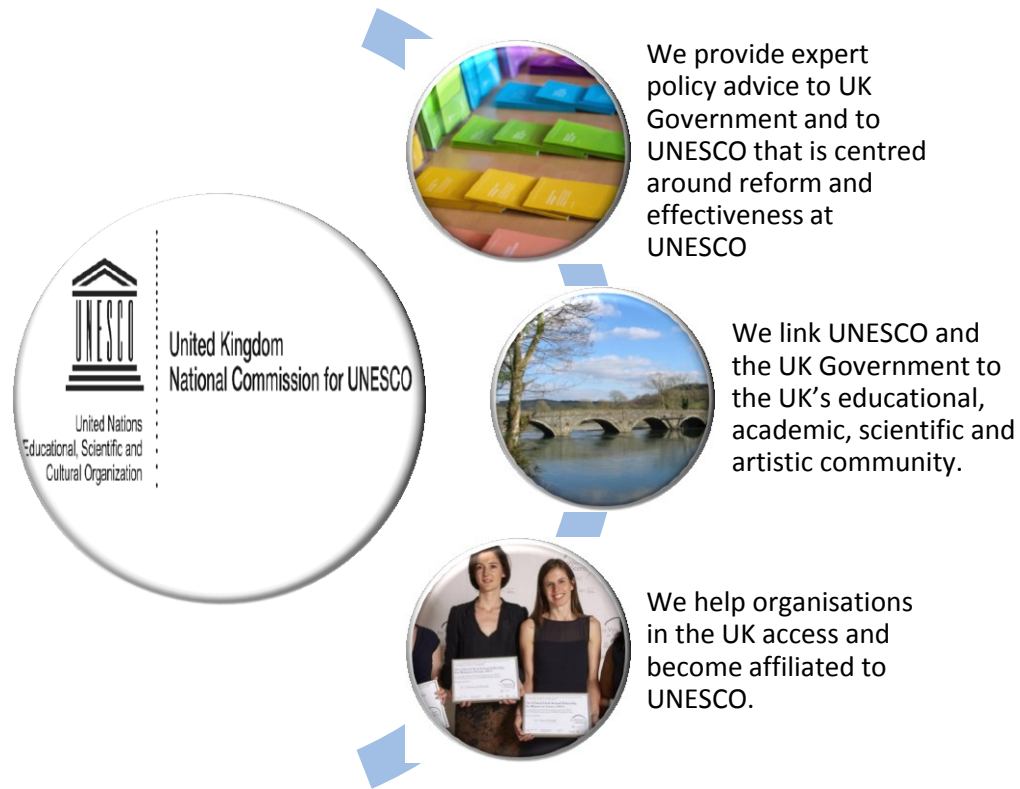 We provide expert
policy advice to UK
Government and to
UNESCO that is centred
around reform and
effectiveness at
UNESCO
UNESCO
United Nations
Educational, Scientific and
Cultural Organization
United Kingdom
National Commission for UNESCO
We link UNESCO and
the UK Government to
the UK’s educational,
academic, scientific and
artistic community.
We help organisations
in the UK access and
become affiliated to
UNESCO.